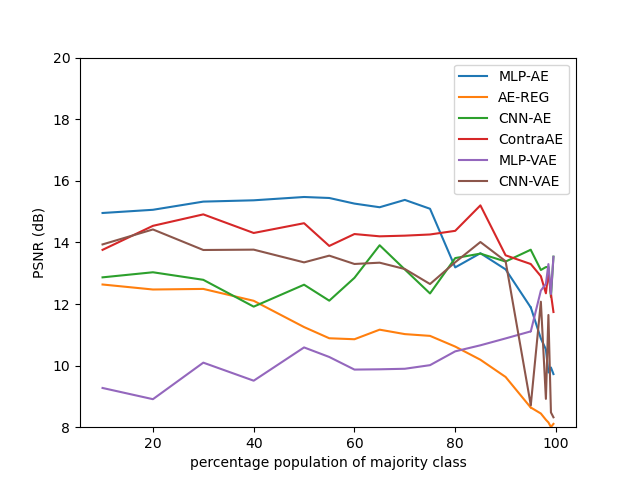 20
18
16
14
12
10
8
PSNR (dB)
20
40
60
80
100
percentage population of majority class
MLP-AE
AE-REG
CNN-AE
ContraAE
MLP-VAE
CNN-VAE